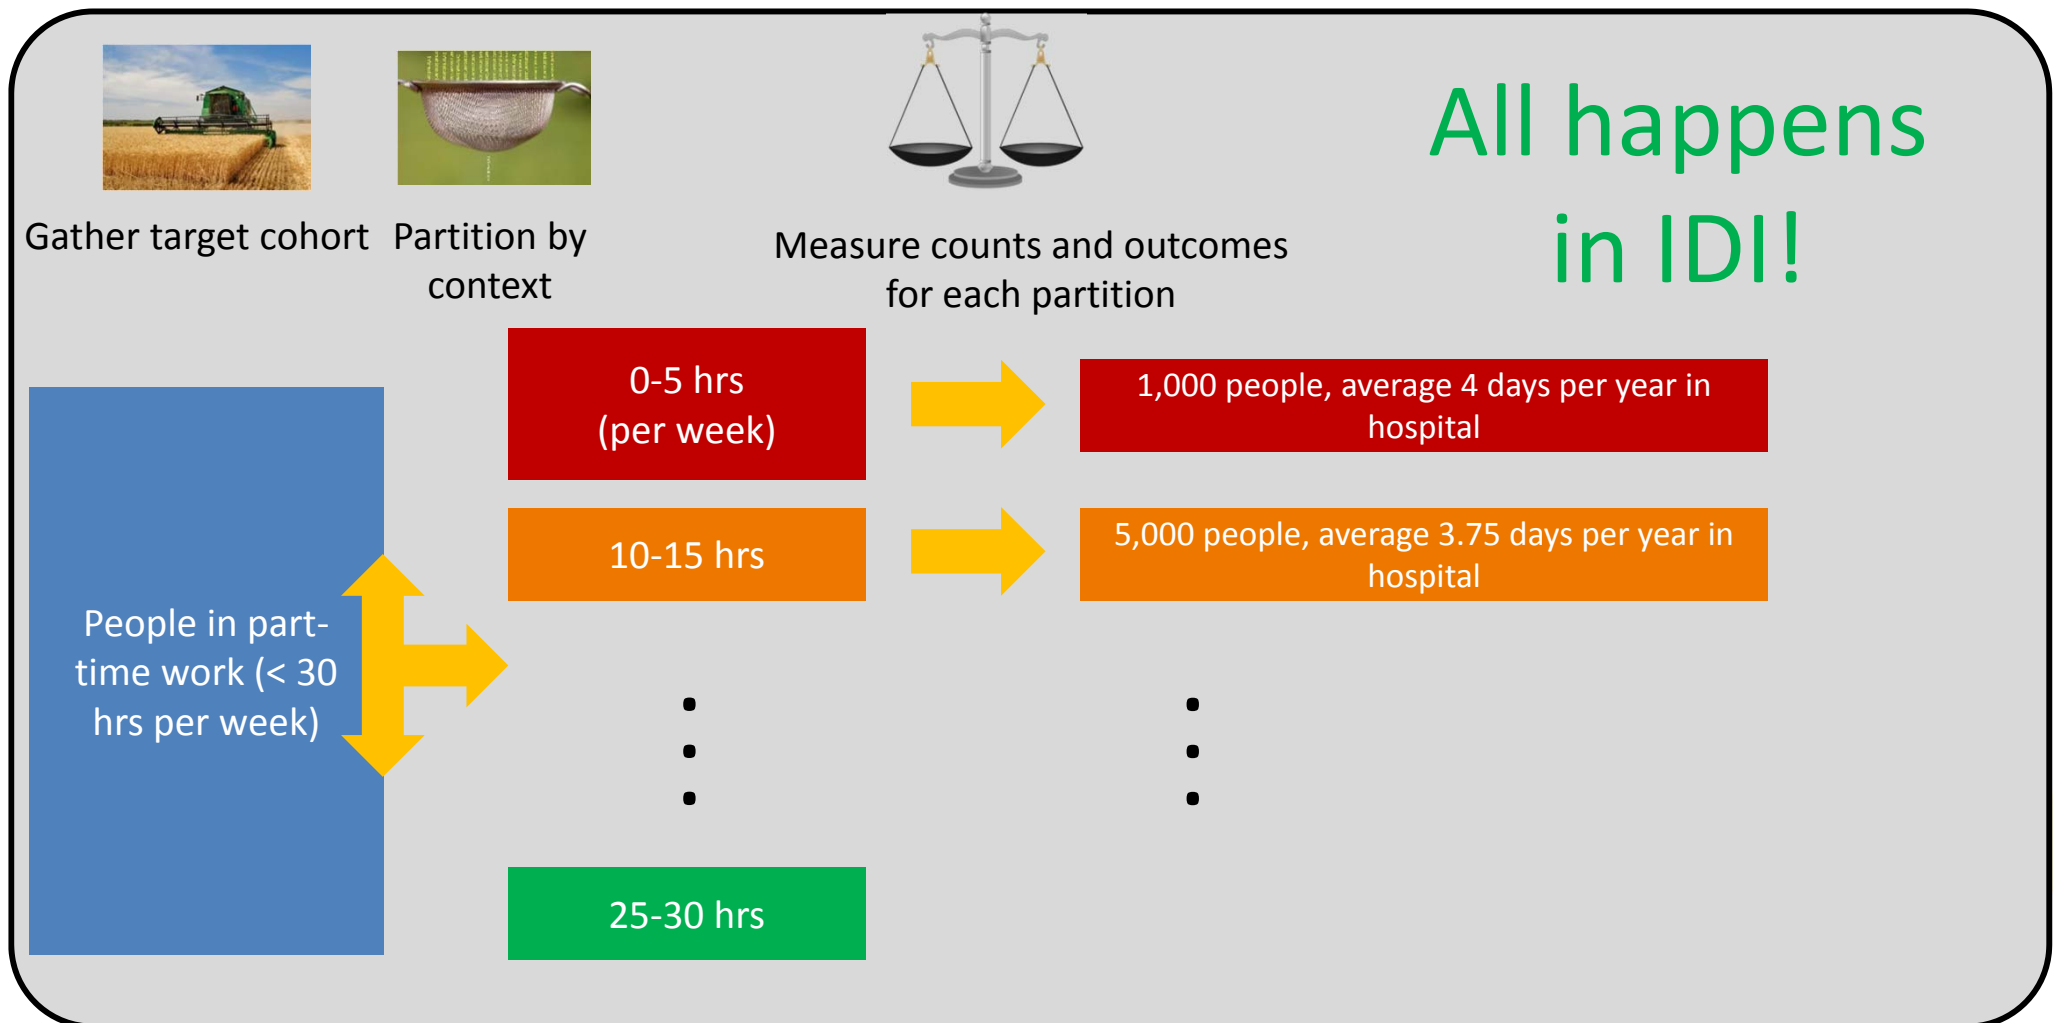 Gather target cohort
Partition by
context
Measure counts and outcomes
for each partition
All happens
in IDI!
People in part-
time work (< 30
hrs per week)
0-5 hrs
(per week)
1,000 people, average 4 days per year in
hospital
10-15 hrs
5,000 people, average 3.75 days per year in
hospital
25-30 hrs